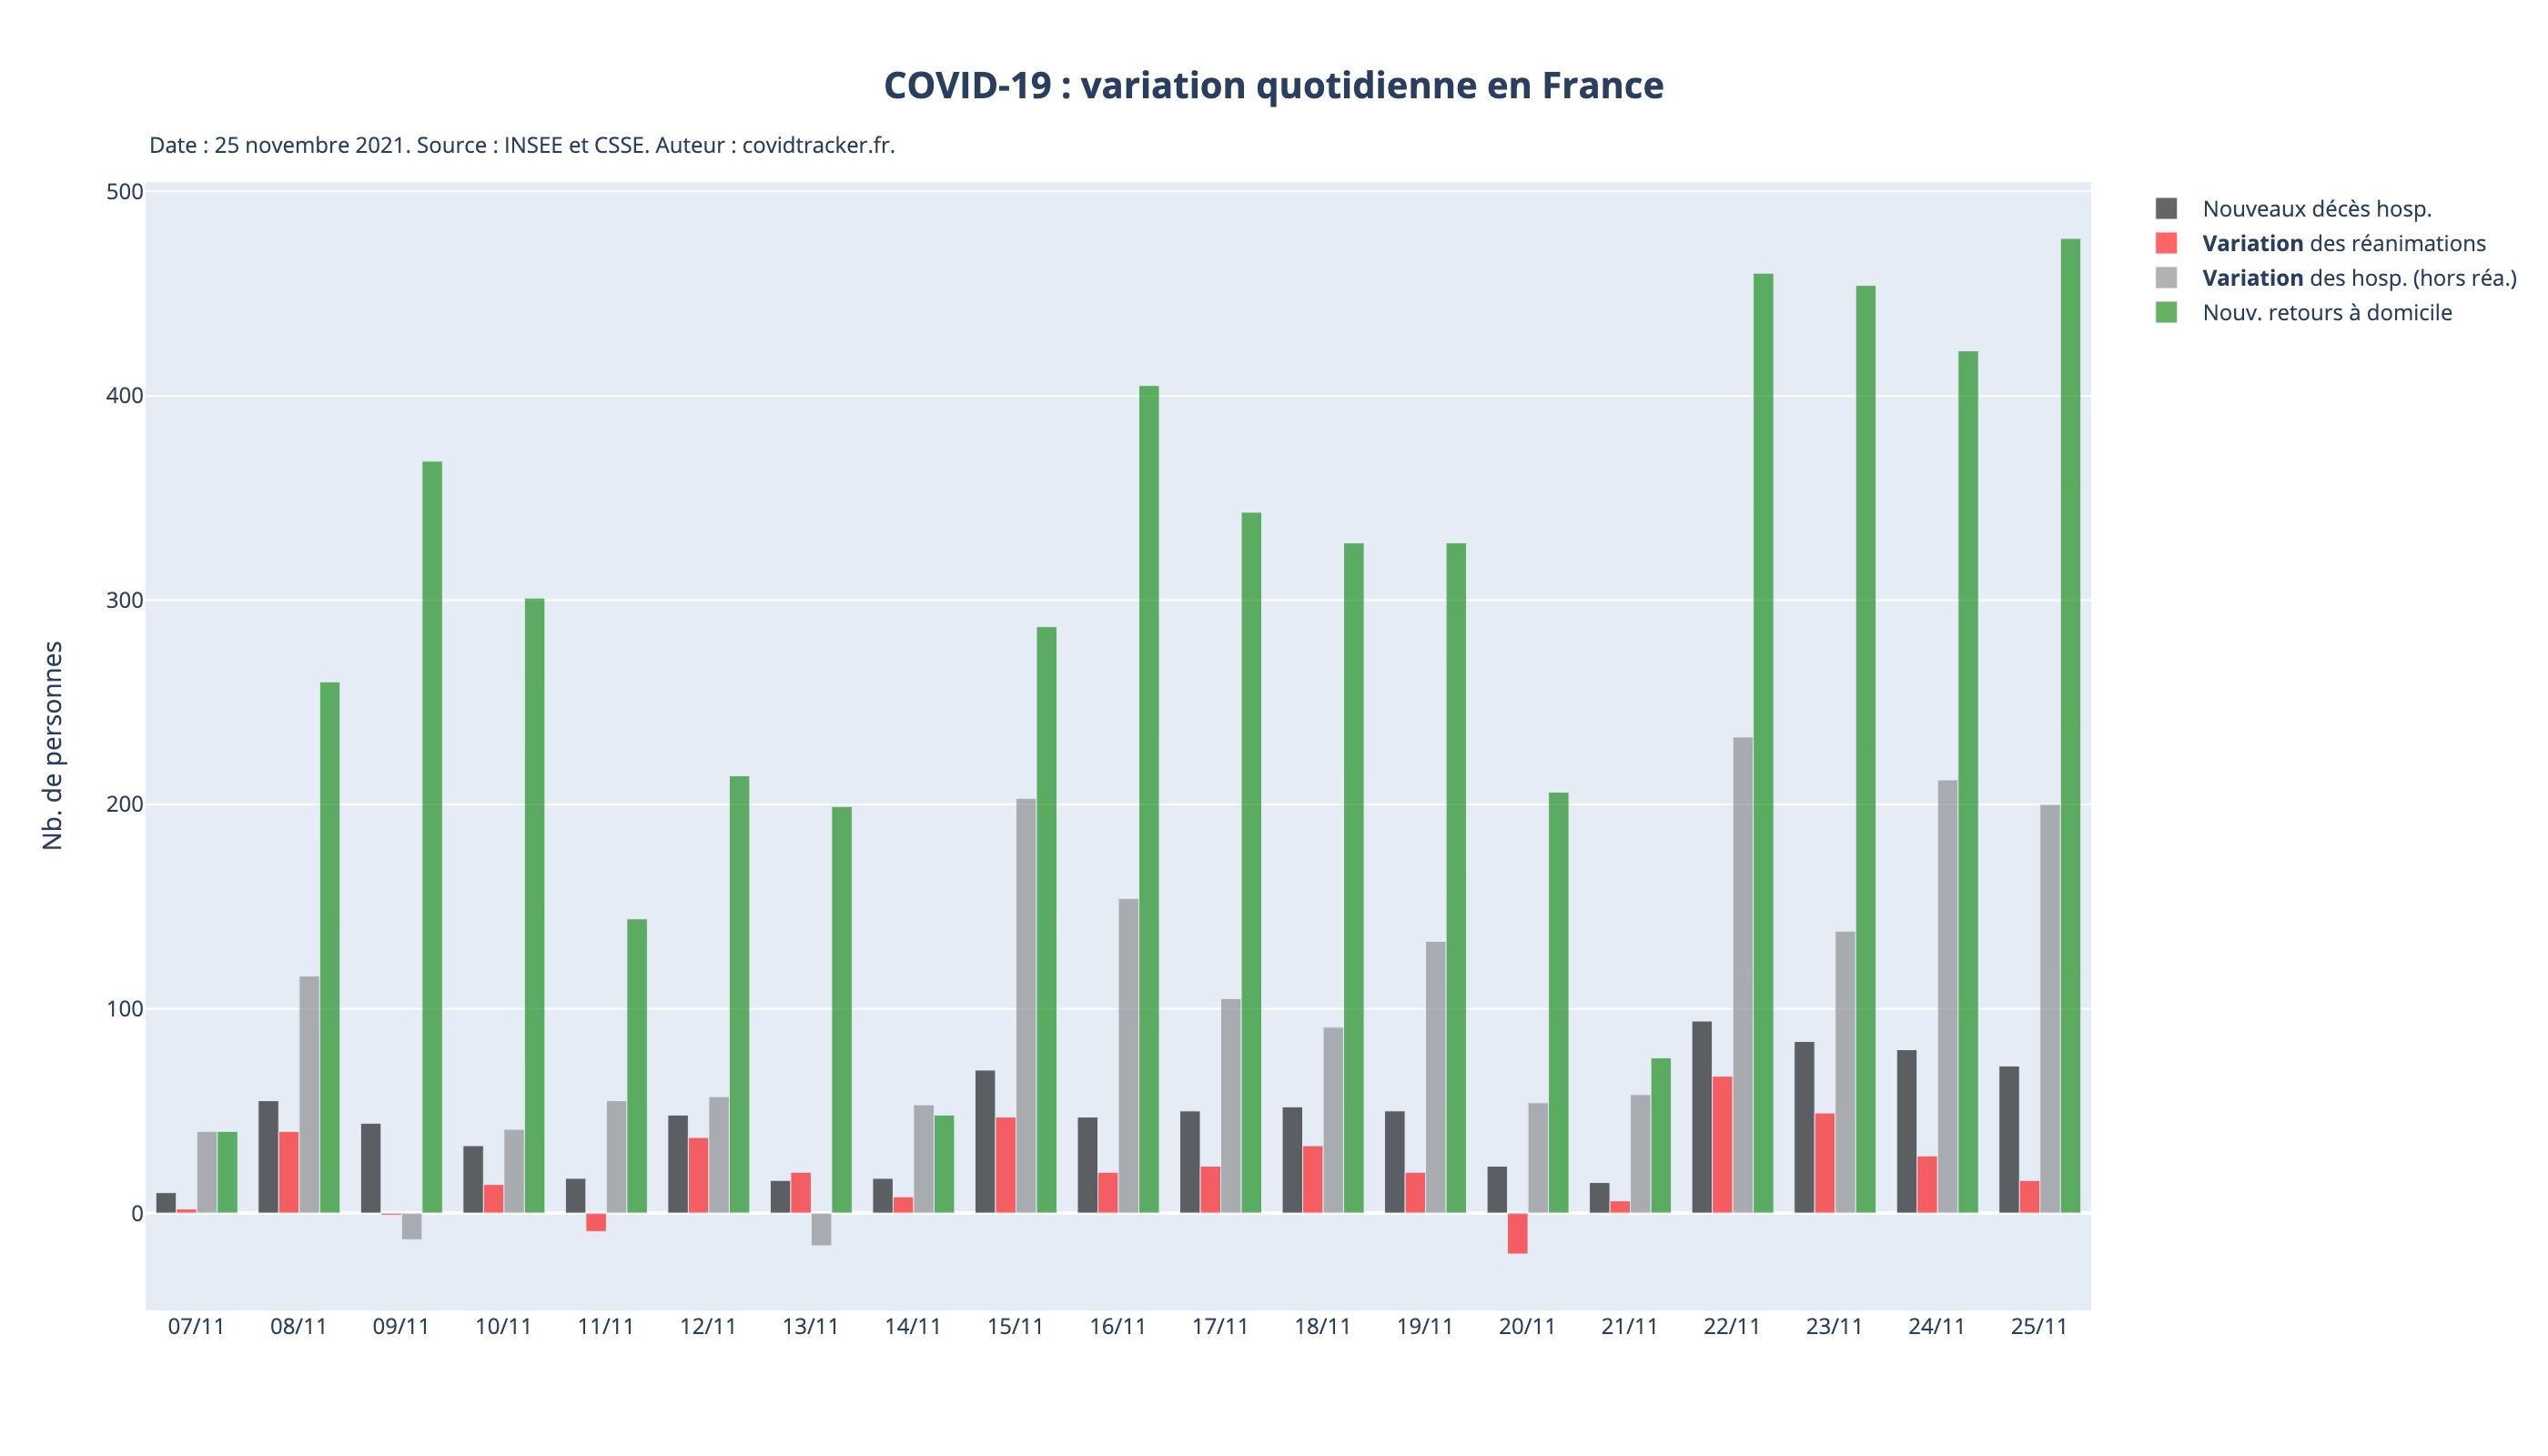 COVID-19 : variation quotidienne en France
Date : 25 novembre 2021. Source : INSEE et CSSE. Auteur : covidtracker.fr.
Nouveaux décès hosp.
Variation des réanimations
Variation des hosp. (hors réa.)
Nouv. retours à domicile
Nb. de personnes
500
400
300
200
100
0
07/11 08/11 09/11 10/11 11/11 12/11 13/11 14/11 15/11 16/11 17/11 18/11 19/11 20/11 21/11 22/11 23/11 24/11 25/11